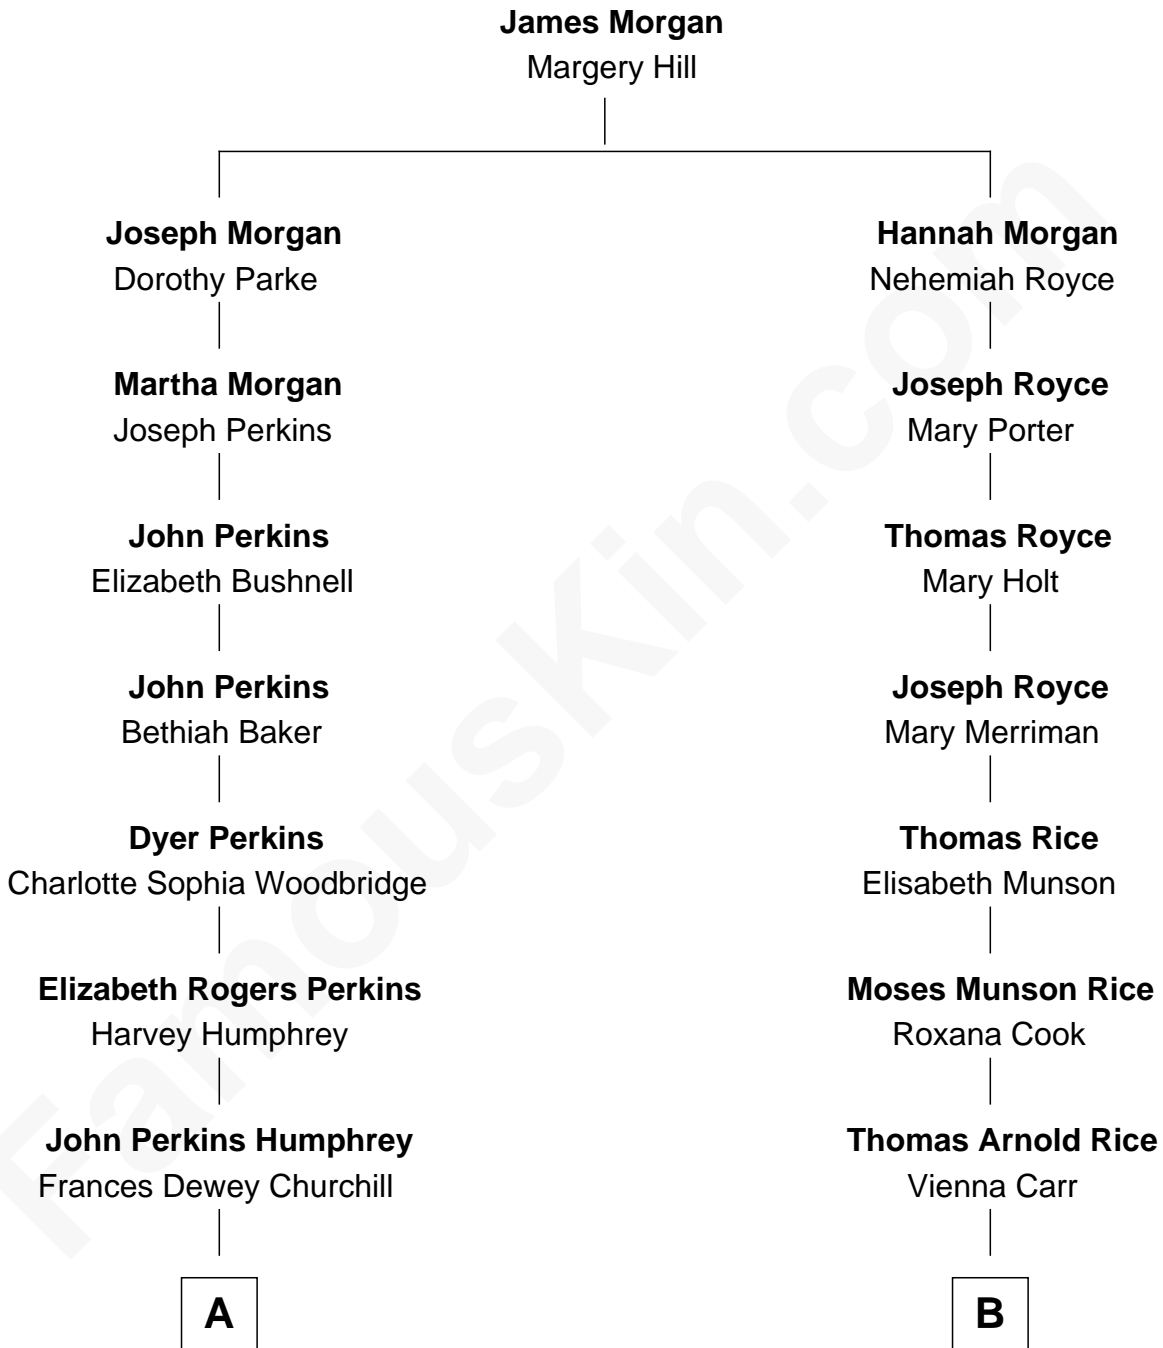 James Morgan
Margery Hill
Joseph Morgan
Dorothy Parke
Hannah Morgan
Nehemiah Royce
Martha Morgan
Joseph Perkins
Joseph Royce
Mary Porter
John Perkins
Elizabeth Bushnell
Thomas Royce
Mary Holt
John Perkins
Bethiah Baker
Joseph Royce
Mary Merriman
Dyer Perkins
Charlotte Sophia Woodbridge
Thomas Rice
Elisabeth Munson
Elizabeth Rogers Perkins
Harvey Humphrey
Moses Munson Rice
Roxana Cook
John Perkins Humphrey
Frances Dewey Churchill
Thomas Arnold Rice
Vienna Carr
A
B
FamousKin.com